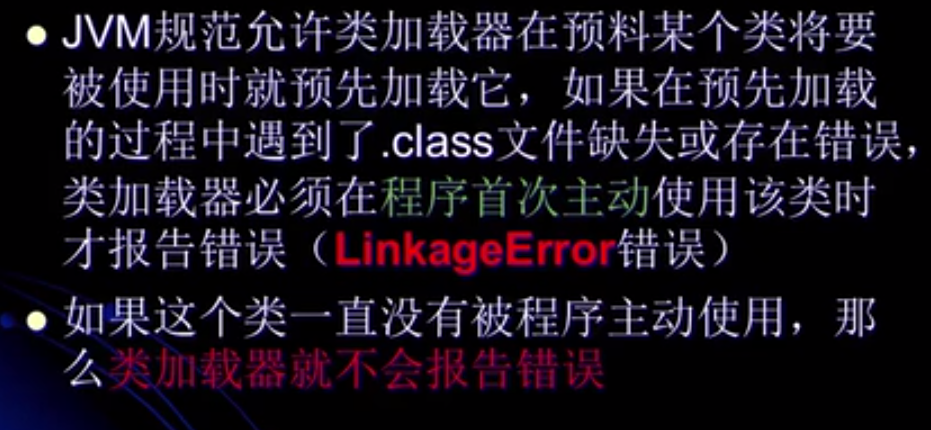 JVM规范允许类加载器在预料某个类将要
被使用时就预先加载它，如果在预先加载
的过程中遇到了.class文件缺失或存在错误，
类加载器必须在程序首次主动使用该类时
才报告错误（LinkageError错误）
如果这个类一直没有被程序主动使用，那
么类加载器就不会报告错误